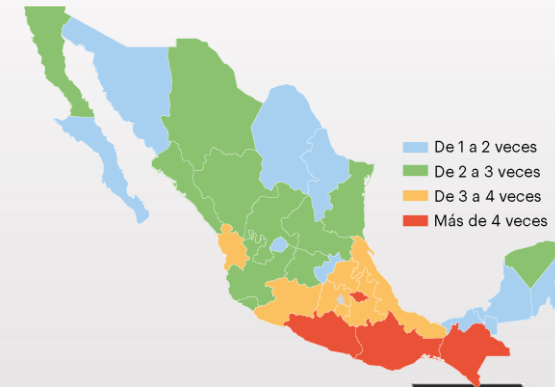 De 1 a 2 veces
De 2 a 3 veces
De 3 a 4 veces
Más de 4 veces